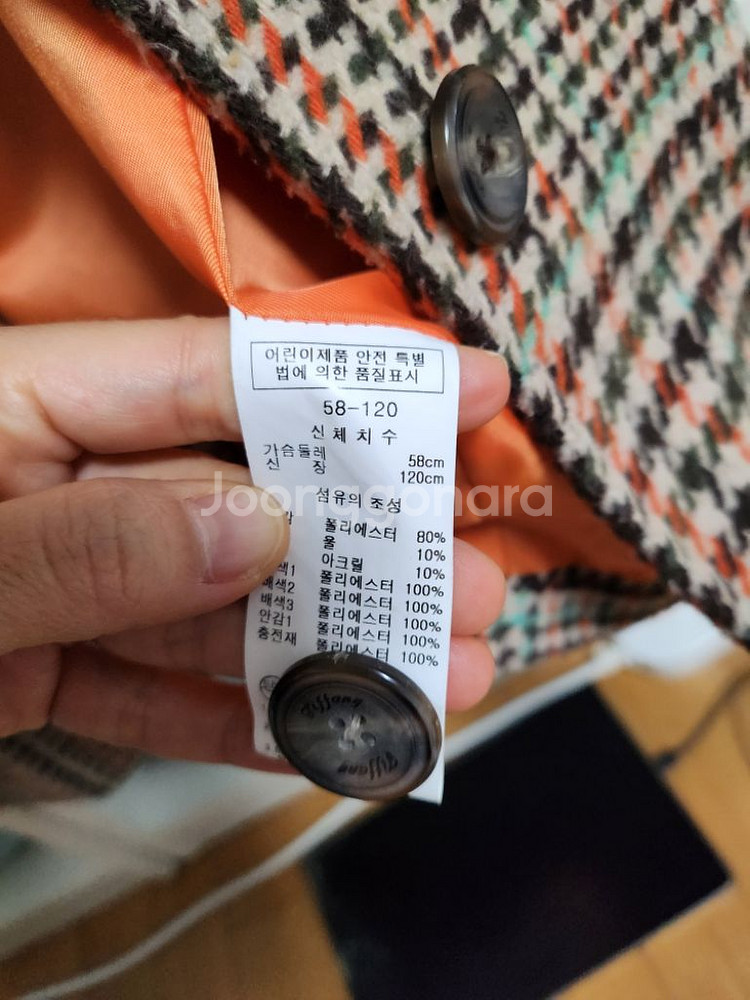 어린이제품 안전 특별
법에 의한 품질표시
58-120
신 체 치 수
가슴둘레 58cm
신 장 120cm
Joonggonara
섬유의 조성
폴리에스터 80%
울 10%
아크릴 10%
폴리에스터 100%
배색2 폴리에스터 100%
배색3 폴리에스터 100%
안감1 폴리에스터 100%
충전재 폴리에스터 100%
Tiffany
Tiffany